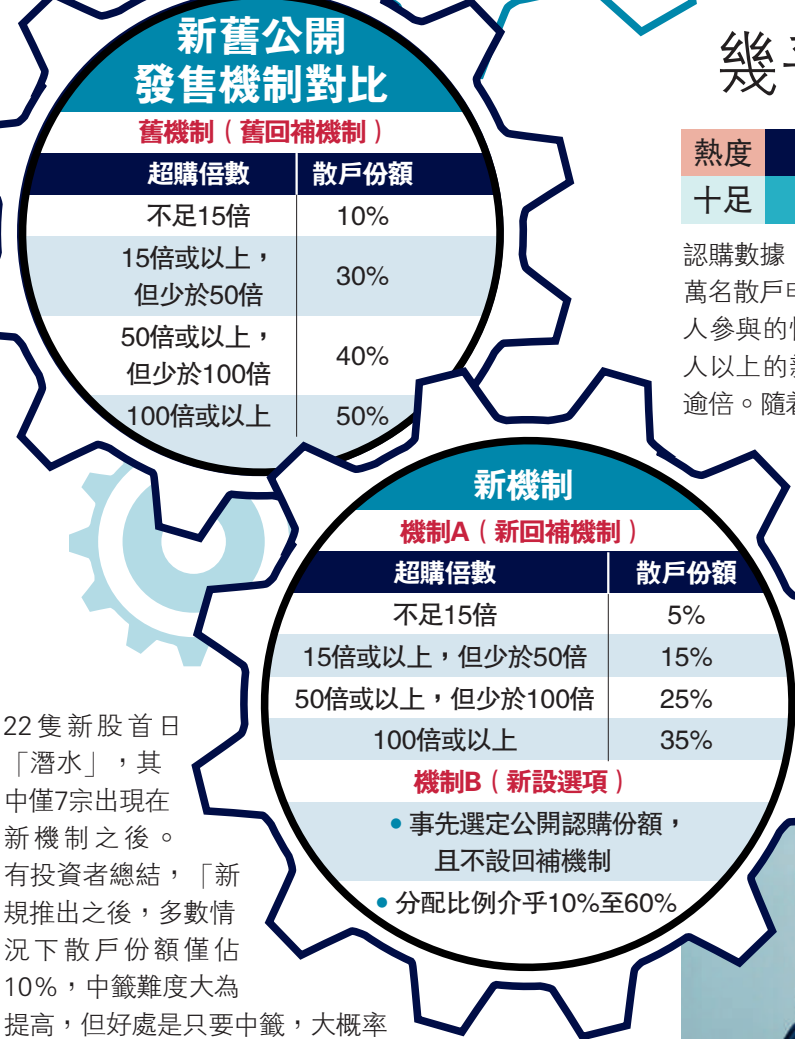 新舊公開
發售機制對比
舊機制（舊回補機制）
超購倍數 散戶份額
不足15倍 10%
15倍或以上，
但少於50倍 30%
50倍或以上，
但少於100倍 40%
100倍或以上 50%
新機制
機制A（新回補機制）
超購倍數 散戶份額
不足15倍 5%
15倍或以上，但少於50倍 15%
50倍或以上，但少於100倍 25%
100倍或以上 35%
機制B（新設選項）
• 事先選定公開認購份額，
且不設回補機制
• 分配比例介乎10%至60%
22隻新股首日
「潛水」，其
中僅7宗出現在
新機制之後。
有投資者總結，「新
規推出之後，多數情
況下散戶份額僅佔
10%，中籤難度大為
提高，但好處是只要中籤，大概率
幾
熱度
十足
認購數據
萬名散戶
人參與的
人以上的
逾倍。隨着